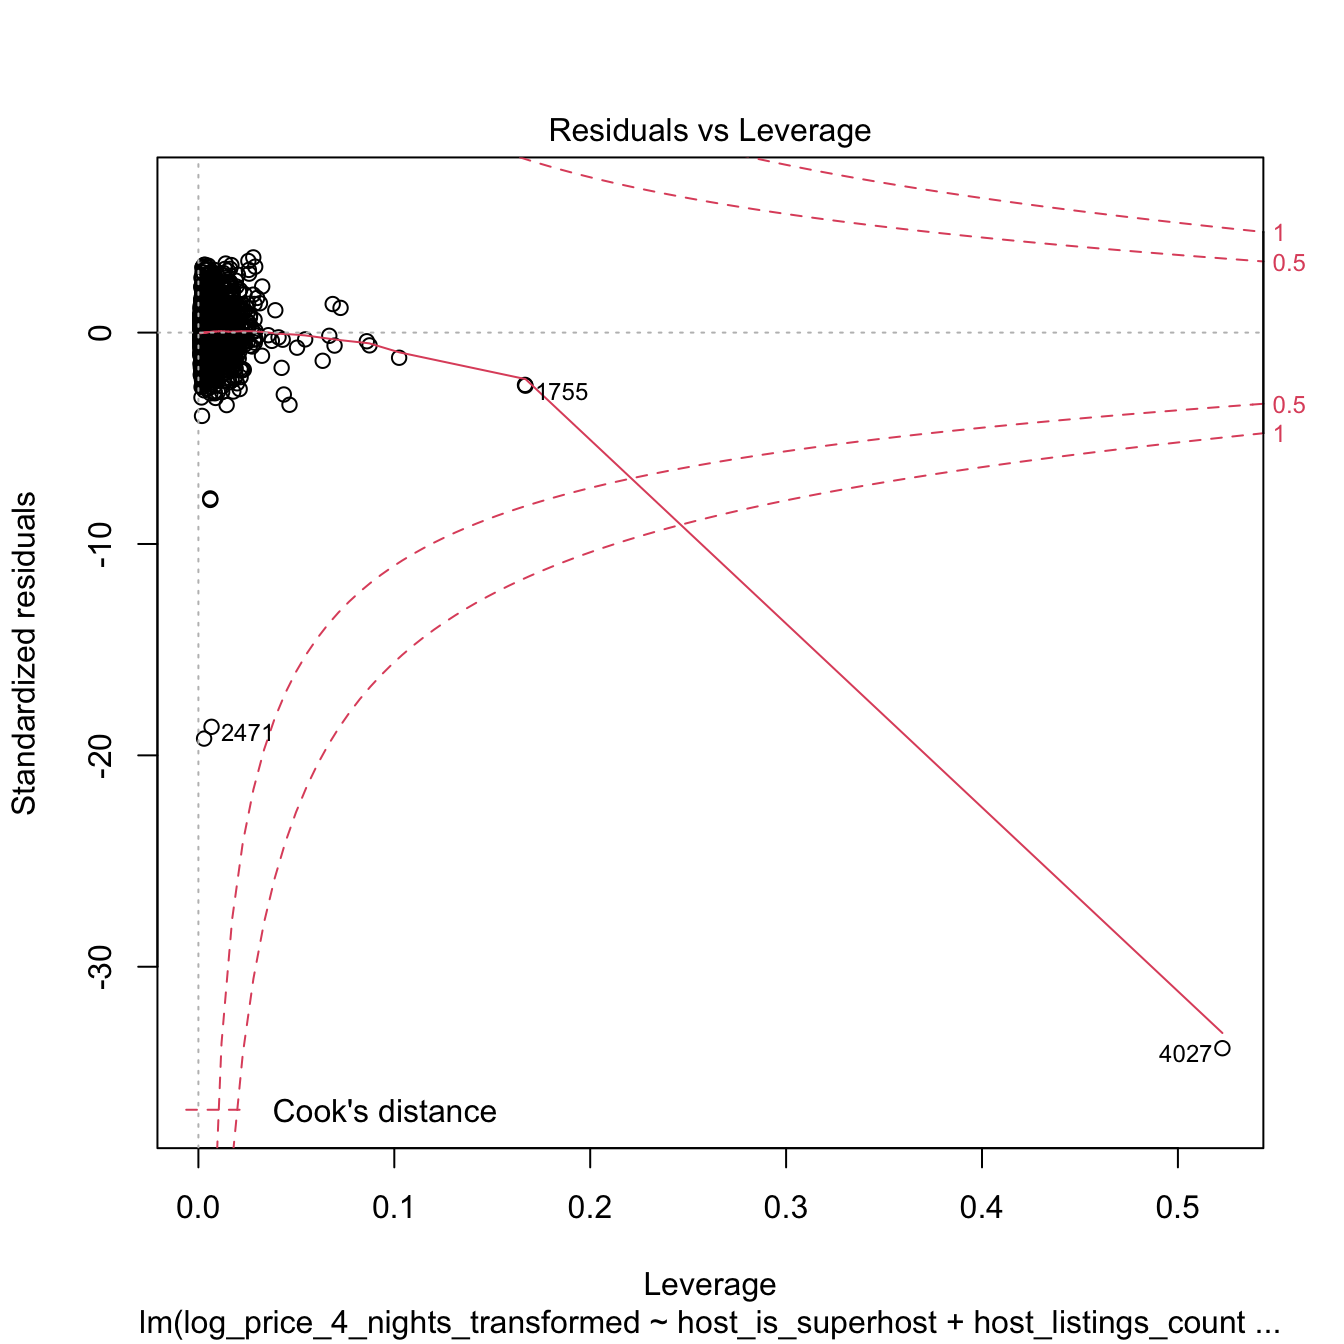 Residuals vs Leverage
Standardized residuals
0
-10
-20
-30
1
0.5
0.5
1
1755
2471
4027
Cook's distance
0.0 0.1 0.2 0.3 0.4 0.5
Leverage
lm(log_price_4_nights_transformed ~ host_is_superhost + host_listings_count ...